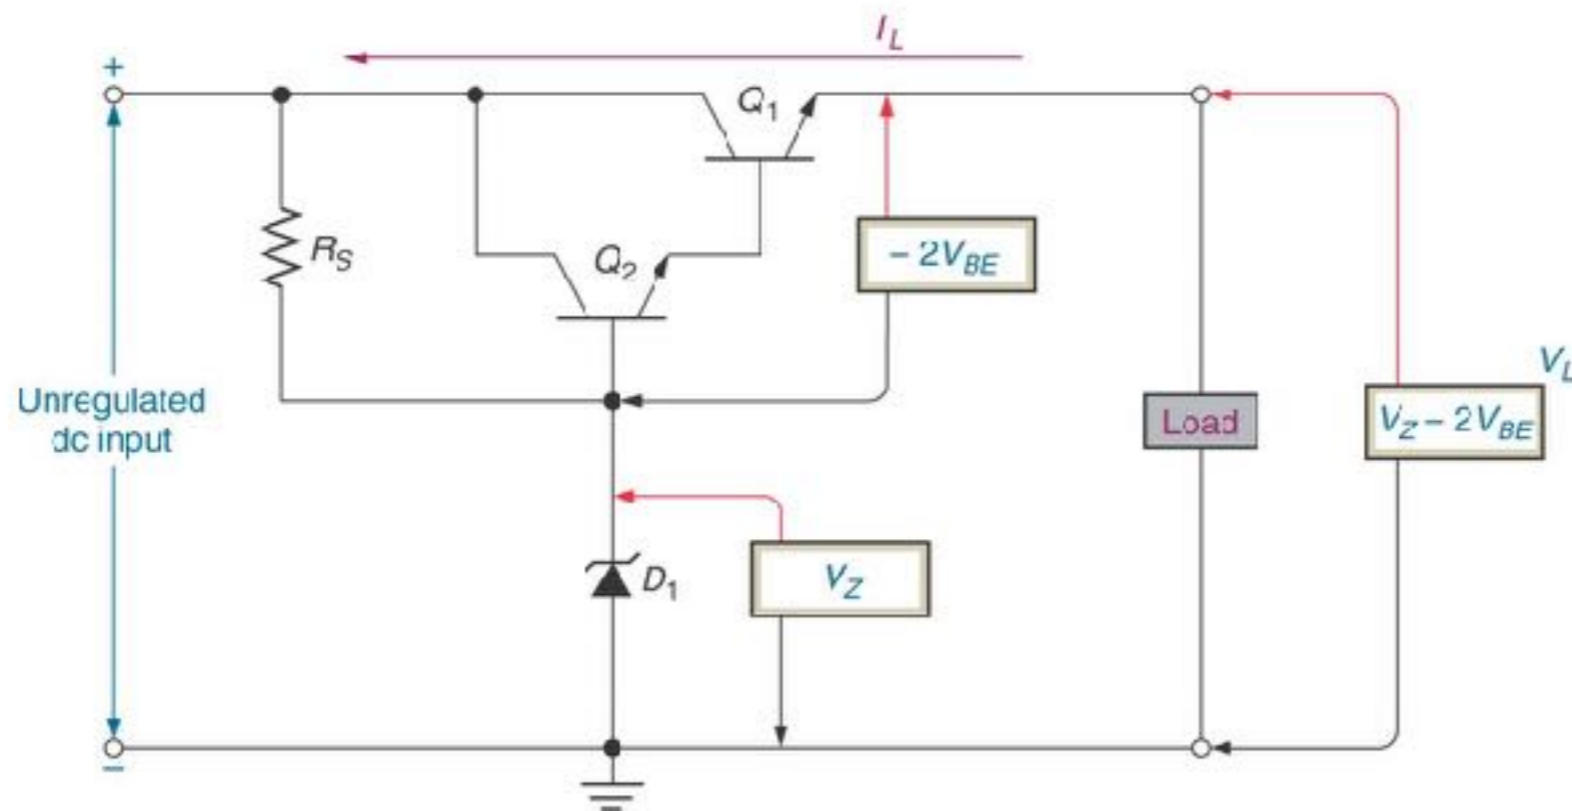 I_L
+
Q_1
R_S
Q_2
– 2V_BE
Unregulated
dc input
V_L
Load
V_Z – 2V_BE
D_1
V_Z
–